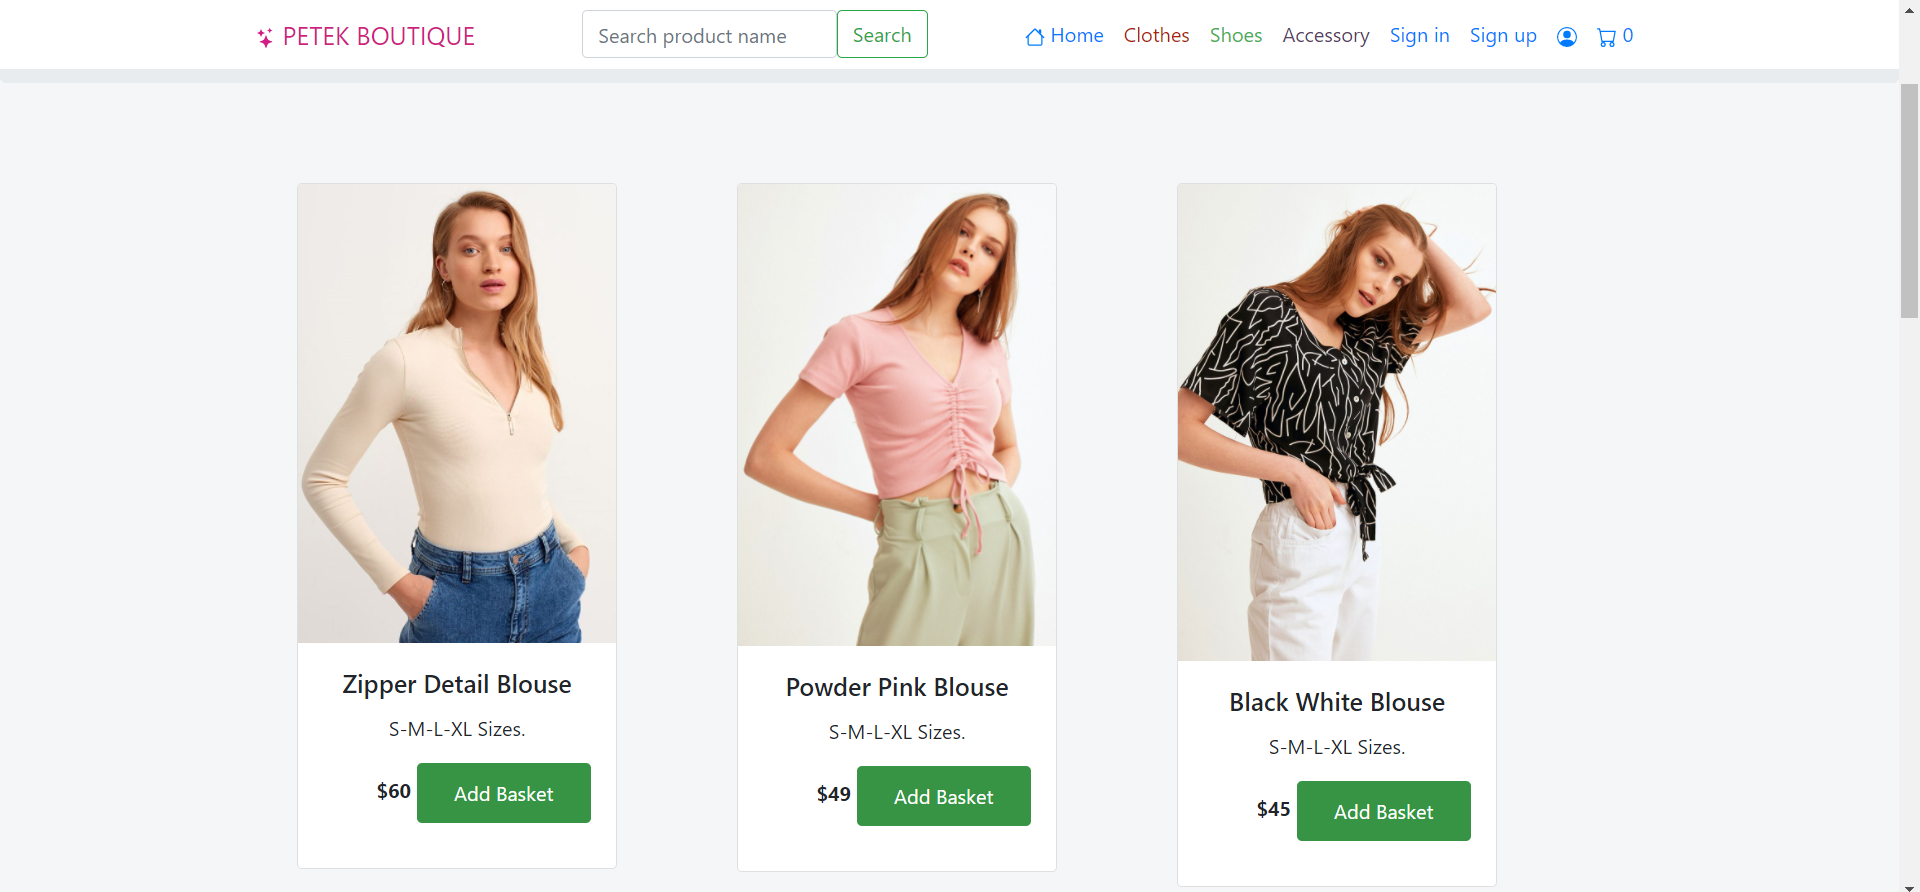 PETEK BOUTIQUE
Search product name
Search
Home
Clothes
Shoes
Accessory
Sign in
Sign up
0
Zipper Detail Blouse
S-M-L-XL Sizes.
$60
Add Basket
Powder Pink Blouse
S-M-L-XL Sizes.
$49
Add Basket
Black White Blouse
S-M-L-XL Sizes.
$45
Add Basket